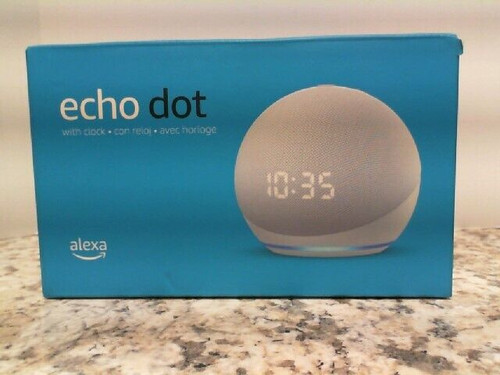 echo dot
with clock • con reloj • avec horloge
10:35
alexa